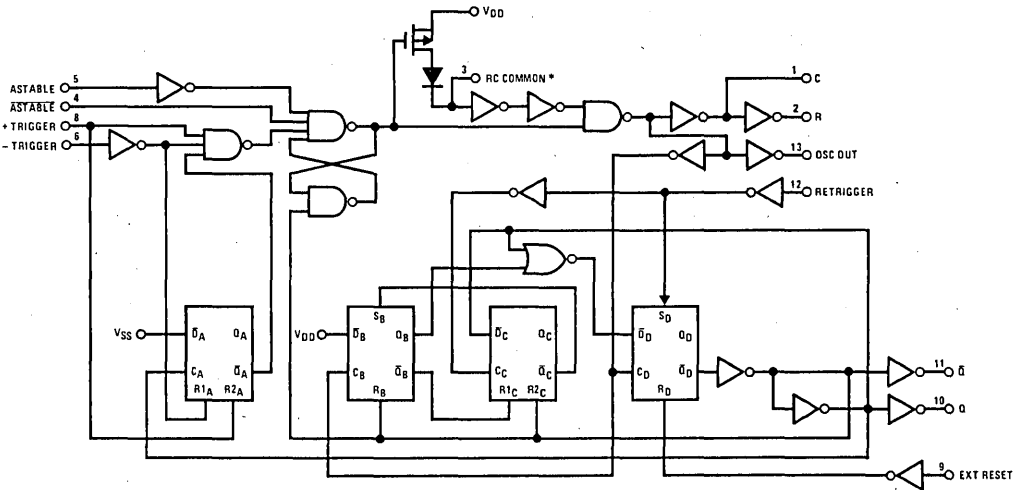 V_DD
3
RC COMMON *
1
C
5
ASTABLE
4
A̅S̅T̅A̅B̅L̅E̅
2
R
8
+ TRIGGER
6
- TRIGGER
13
OSC OUT
12
RETRIGGER
V_SS
D̅_A
Q_A
C_A
Q̅_A
R1_A
R2_A
V_DD
S_B
D̅_B
Q_B
C_B
Q̅_B
R_B
D̅_C
Q_C
C_C
Q̅_C
R1_C
R2_C
S_D
D̅_D
Q_D
C_D
Q̅_D
R_D
11
Q̅
10
Q
9
EXT RESET